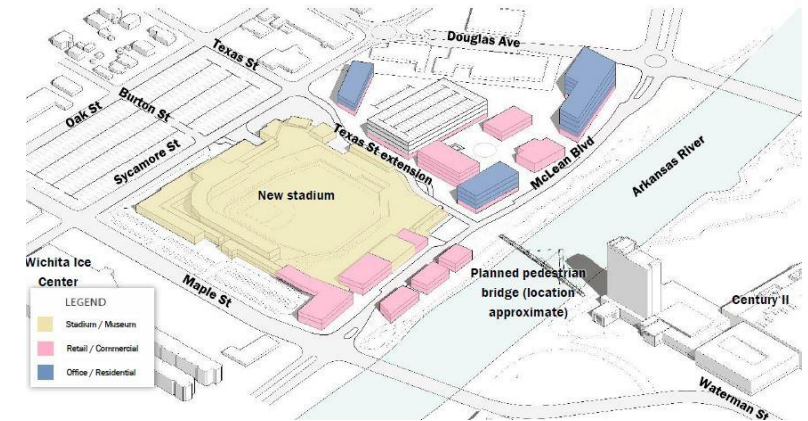 Douglas Ave
Texas St
Oak St
Burton St
Sycamore St
Texas St extension
McLean Blvd
Arkansas River
New stadium
Wichita Ice
Center
Maple St
Planned pedestrian
bridge (location
approximate)
Century II
Waterman St
LEGEND
Stadium / Museum
Retail / Commercial
Office / Residential